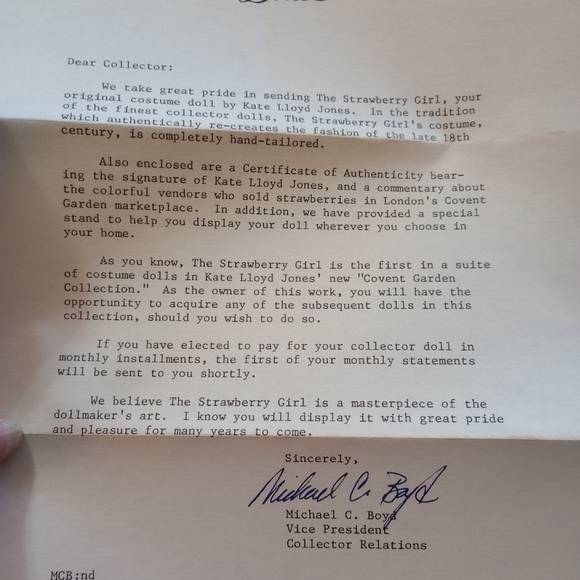 Dear Collector:
We take great pride in sending The Strawberry Girl, your
original costume doll by Kate Lloyd Jones. In the tradition
of the finest collector dolls, The Strawberry Girl's costume,
which authentically re-creates the fashion of the late 18th
century, is completely hand-tailored.
Also enclosed are a Certificate of Authenticity bear-
ing the signature of Kate Lloyd Jones, and a commentary about
the colorful vendors who sold strawberries in London's Covent
Garden marketplace. In addition, we have provided a special
stand to help you display your doll wherever you choose in
your home.
As you know, The Strawberry Girl is the first in a suite
of costume dolls in Kate Lloyd Jones' new "Covent Garden
Collection." As the owner of this work, you will have the
opportunity to acquire any of the subsequent dolls in this
collection, should you wish to do so.
If you have elected to pay for your collector doll in
monthly installments, the first of your monthly statements
will be sent to you shortly.
We believe The Strawberry Girl is a masterpiece of the
dollmaker's art. I know you will display it with great pride
and pleasure for many years to come.
Sincerely,
Michael C. Boyd
Michael C. Boyd
Vice President
Collector Relations
MCB:nd